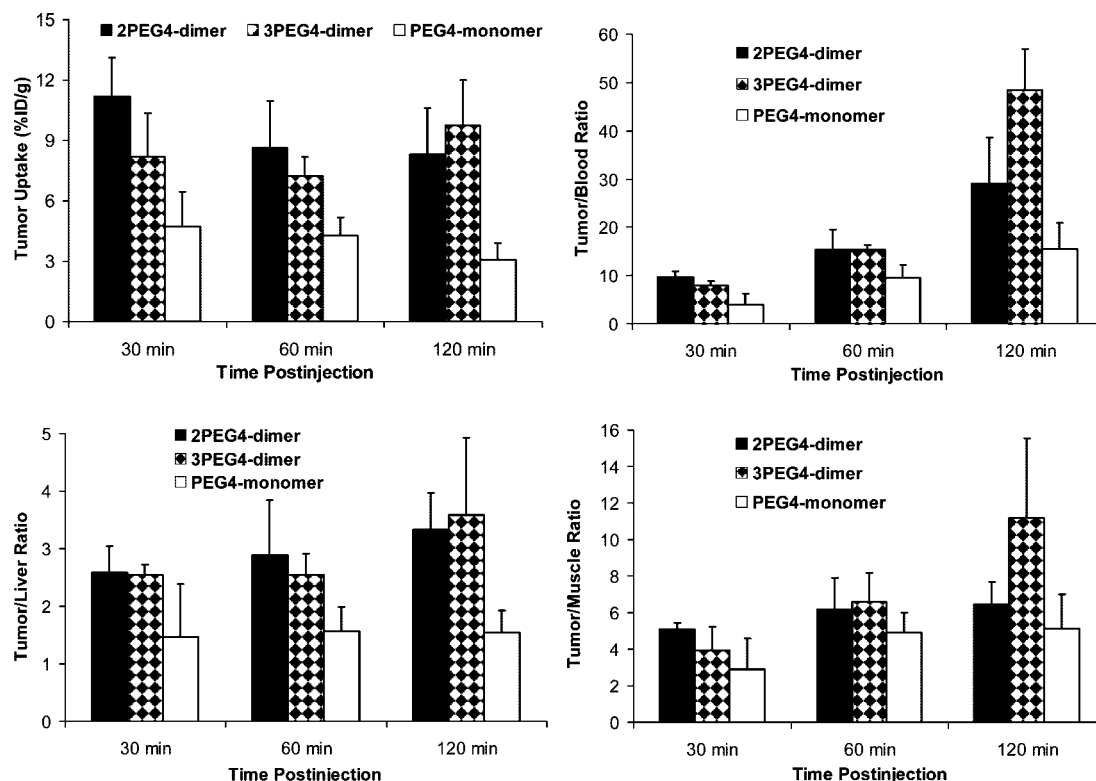 Tumor Uptake (%ID/g)
15
12
9
6
3
0
2PEG4-dimer 3PEG4-dimer PEG4-monomer
30 min 60 min 120 min
Time Postinjection
Tumor/Blood Ratio
60
50
40
30
20
10
0
2PEG4-dimer
3PEG4-dimer
PEG4-monomer
30 min 60 min 120 min
Time Postinjection
Tumor/Liver Ratio
5
4
3
2
1
0
2PEG4-dimer
3PEG4-dimer
PEG4-monomer
30 min 60 min 120 min
Time Postinjection
Tumor/Muscle Ratio
16
14
12
10
8
6
4
2
0
2PEG4-dimer
3PEG4-dimer
PEG4-monomer
30 min 60 min 120 min
Time Postinjection